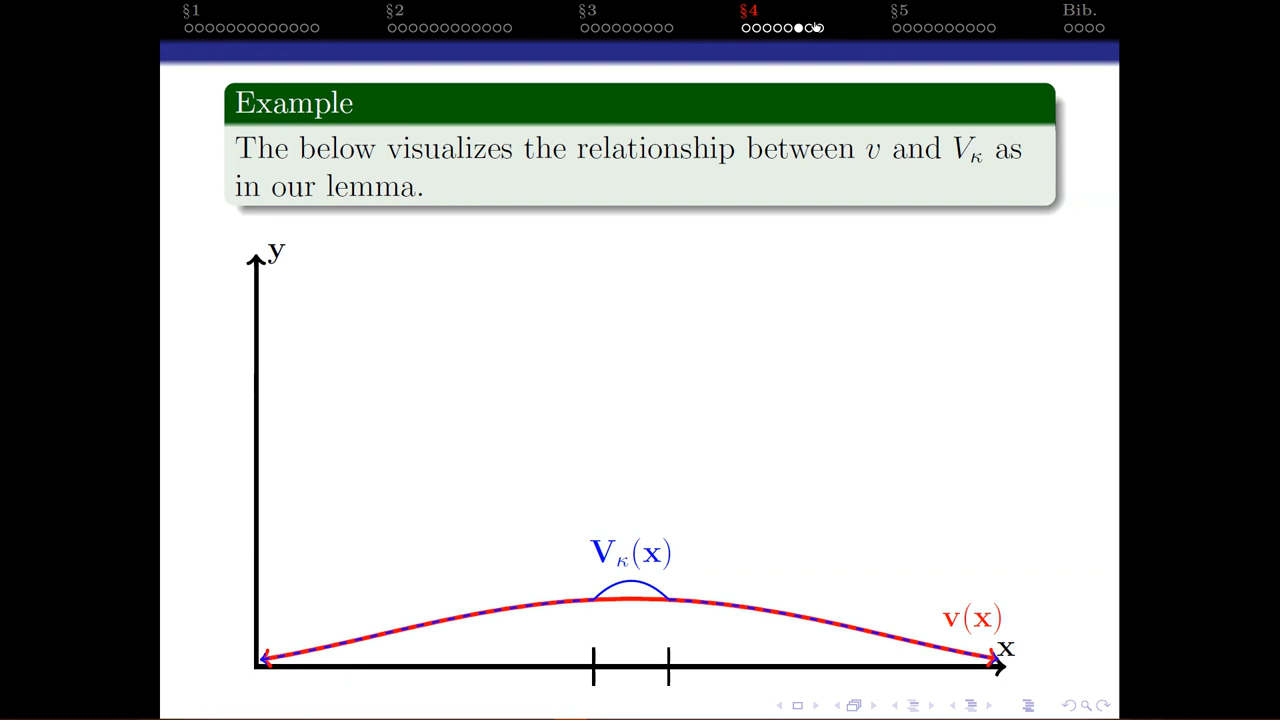 §1 §2 §3 §4 §5 Bib.
Example
The below visualizes the relationship between v and Vκ as
in our lemma.
y
Vκ(x)
v(x)
x